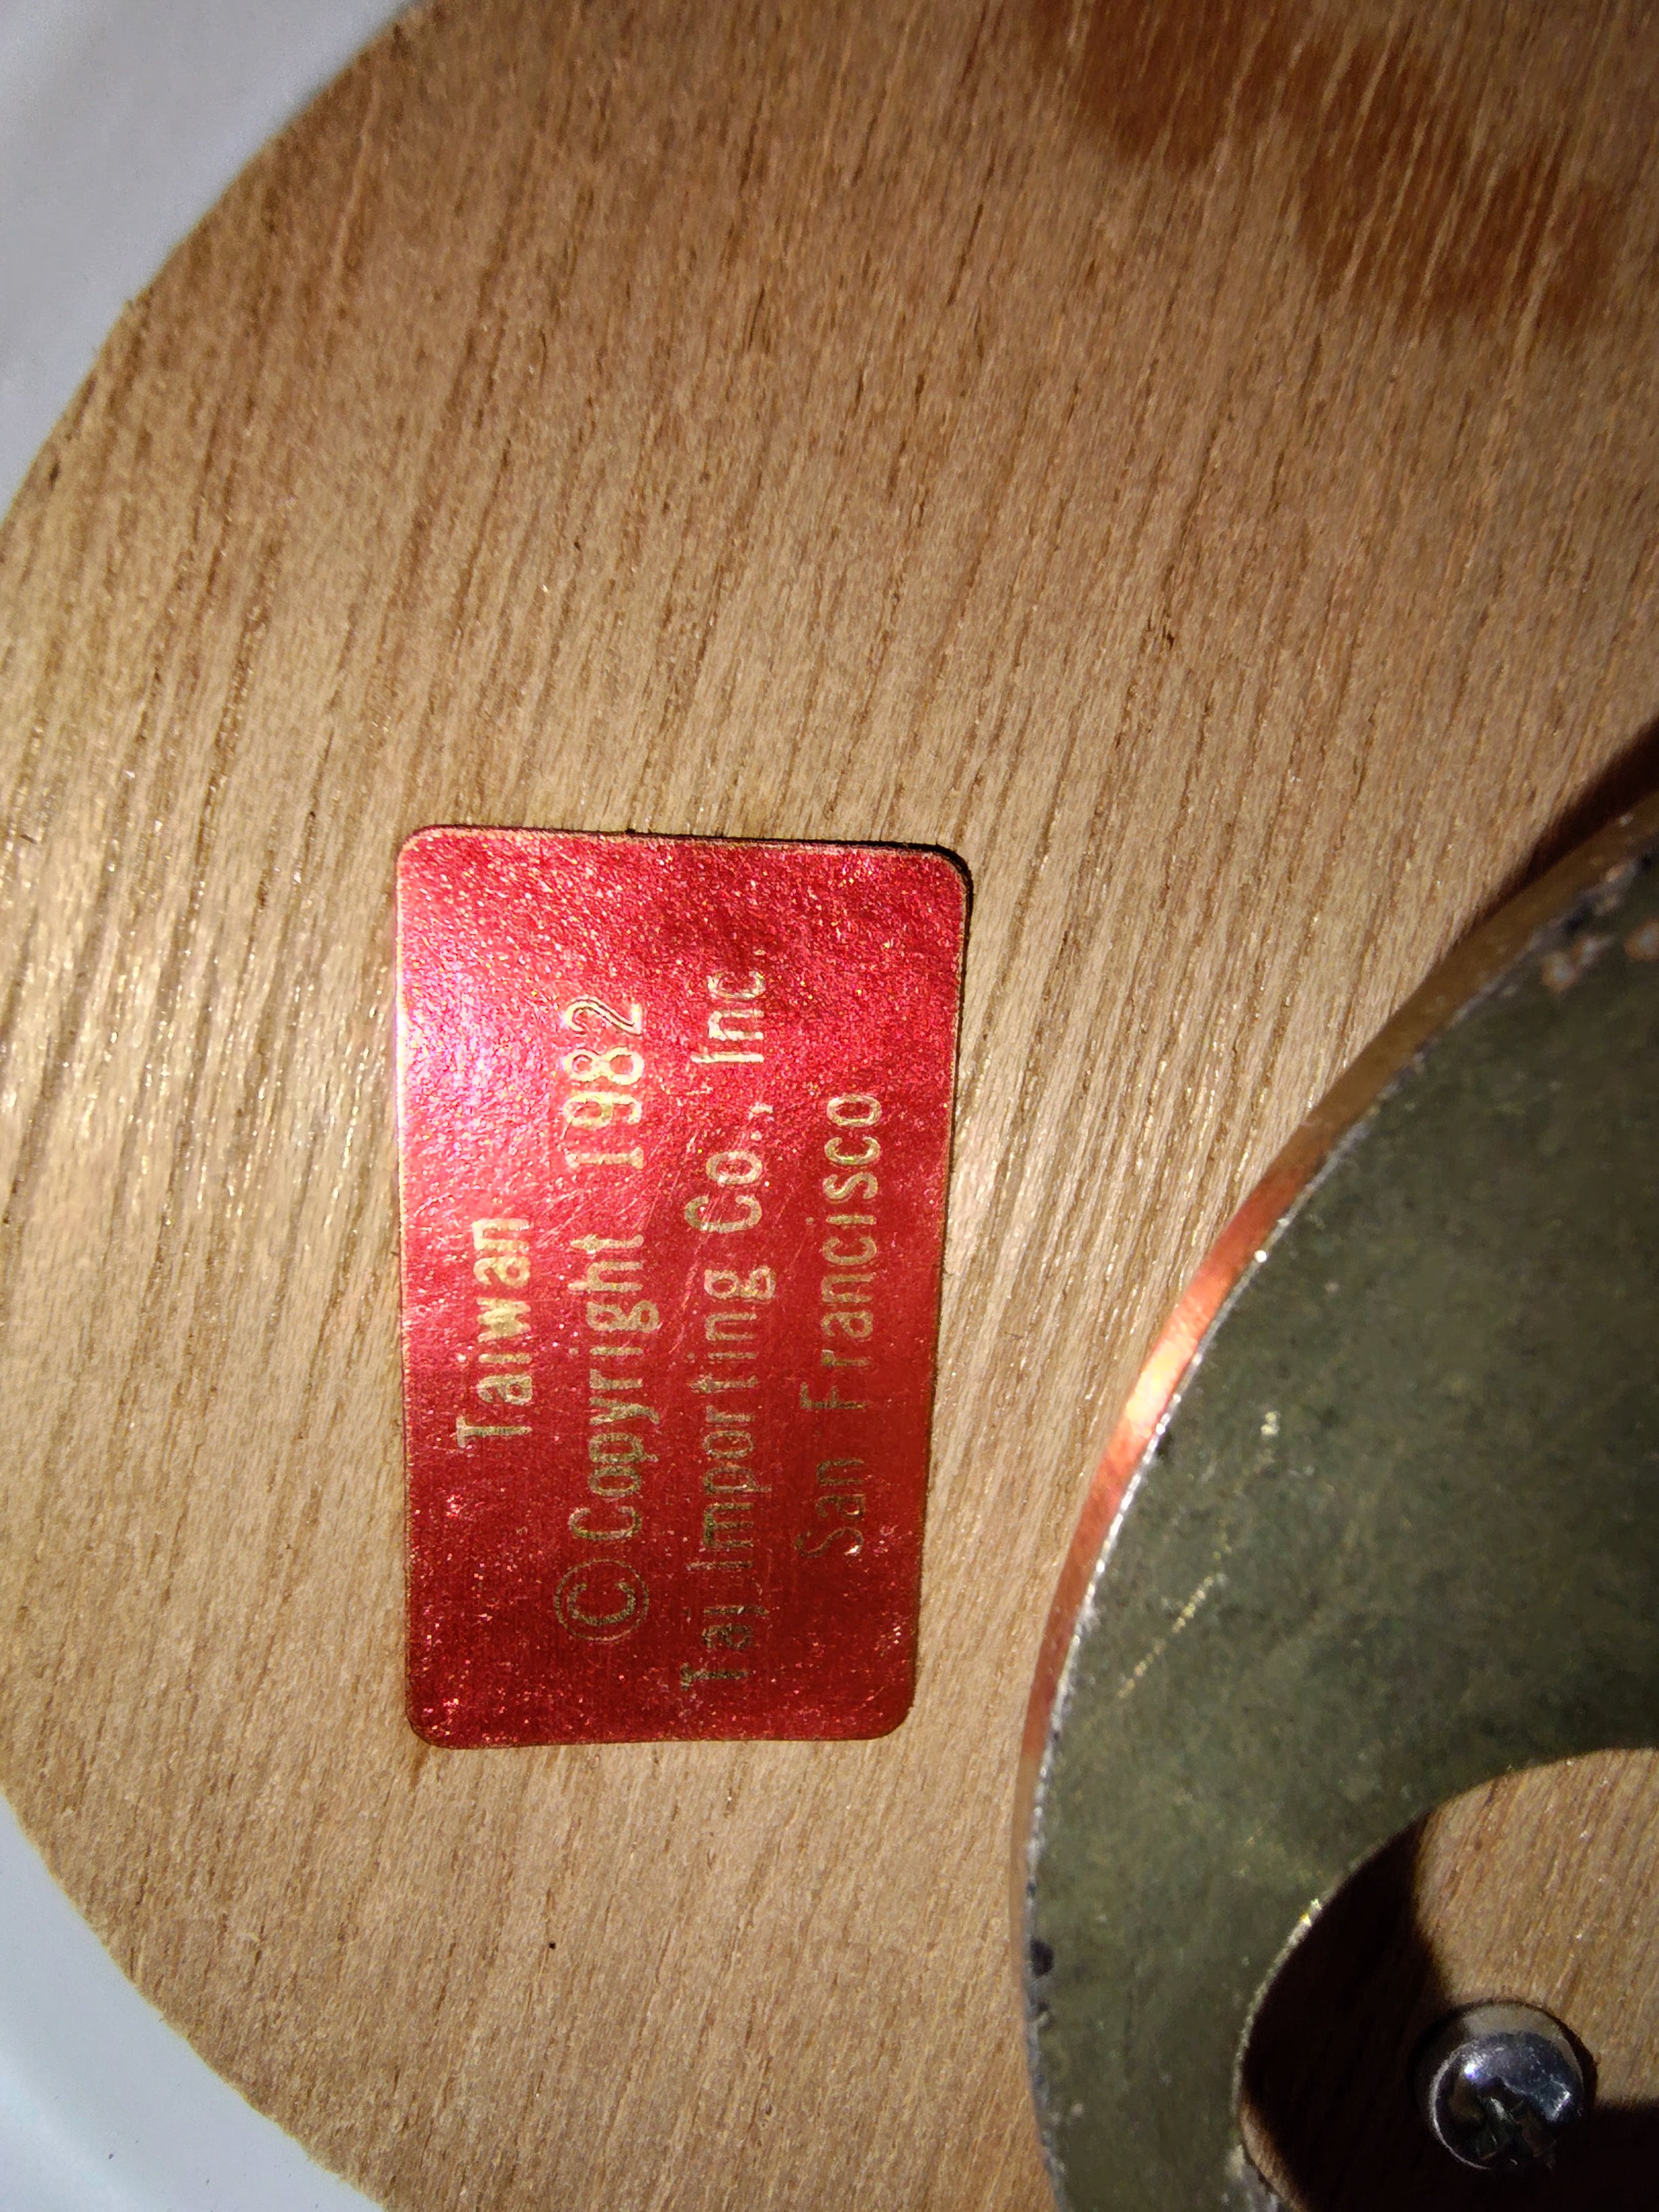 Taiwan
©Copyright 1982
Taj Importing Co., Inc.
San Francisco